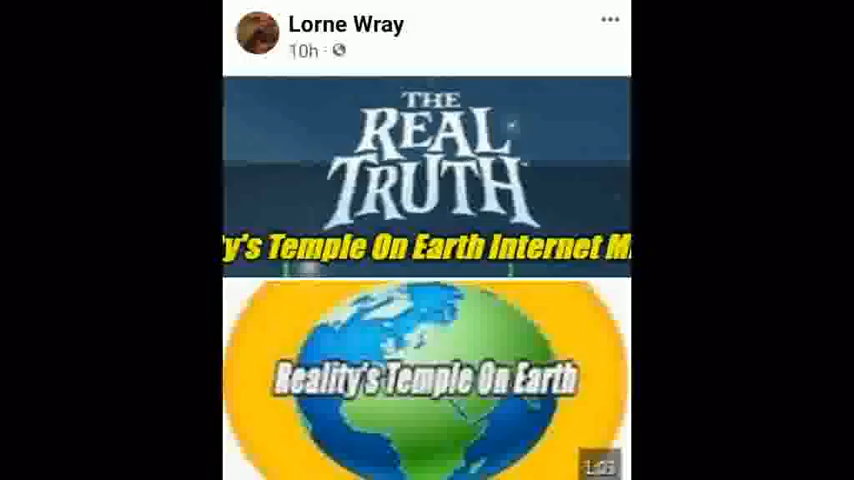 Lorne Wray
10h
THE
REAL
TRUTH
y's Temple On Earth Internet M
Reality's Temple On Earth
1:03